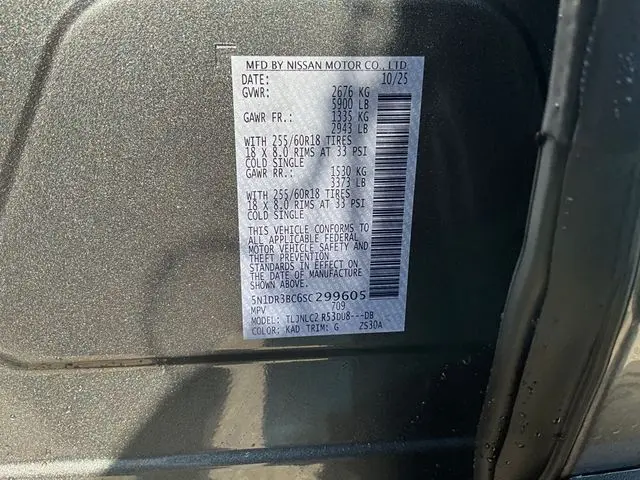 MFD BY NISSAN MOTOR CO., LTD
DATE: 10/25
GVWR: 2676 KG
5900 LB
GAWR FR.: 1335 KG
2943 LB
WITH 255/60R18 TIRES
18 X 8.0 RIMS AT 33 PSI
COLD SINGLE
GAWR RR.: 1530 KG
3373 LB
WITH 255/60R18 TIRES
18 X 8.0 RIMS AT 33 PSI
COLD SINGLE
THIS VEHICLE CONFORMS TO
ALL APPLICABLE FEDERAL
MOTOR VEHICLE SAFETY AND
THEFT PREVENTION
STANDARDS IN EFFECT ON
THE DATE OF MANUFACTURE
SHOWN ABOVE.
5N1DR3BC6SC299605
MPV 709
MODEL: TLJNLC2 R53DU8---DB
COLOR: KAD TRIM: G ZS30A